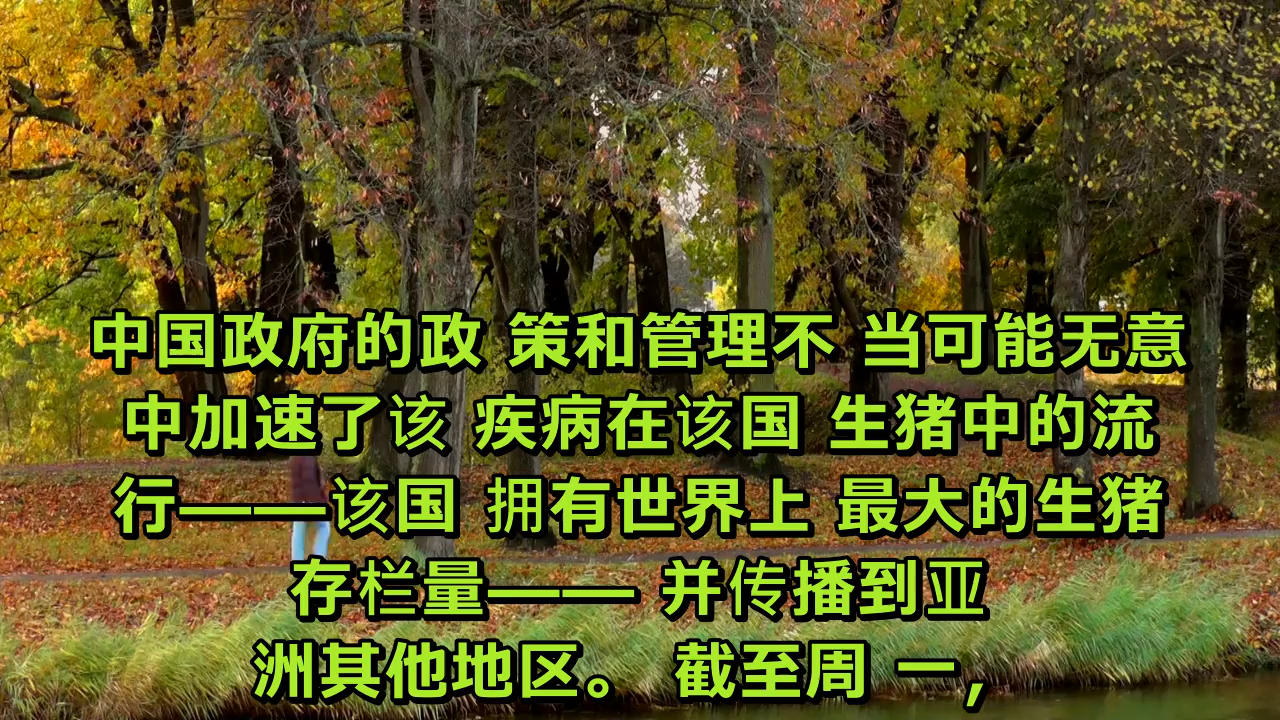 中国政府的政 策和管理不 当可能无意
中加速了该 疾病在该国 生猪中的流
行——该国 拥有世界上 最大的生猪
存栏量—— 并传播到亚
洲其他地区。 截至周 一,